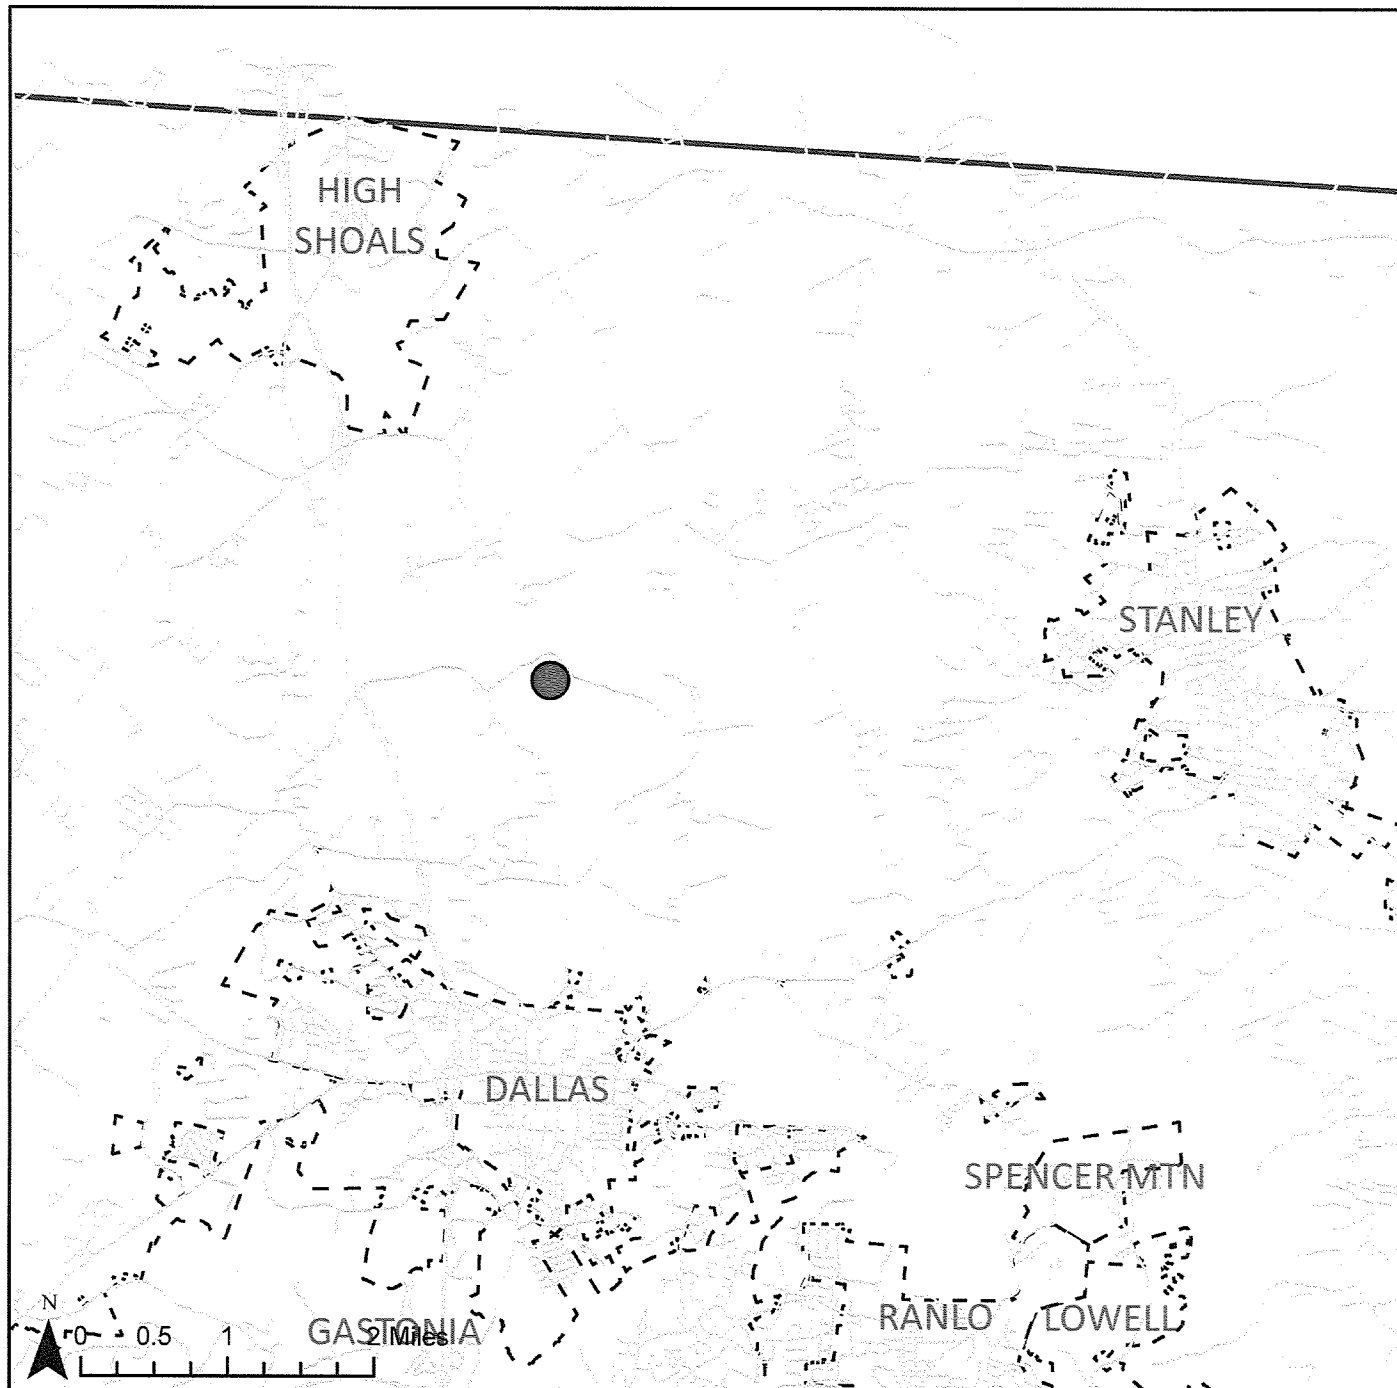 HIGH
SHOALS
STANLEY
DALLAS
SPENCER MTN
RANLO
LOWELL
GASTONIA
N
0 0.5 1 2 Miles